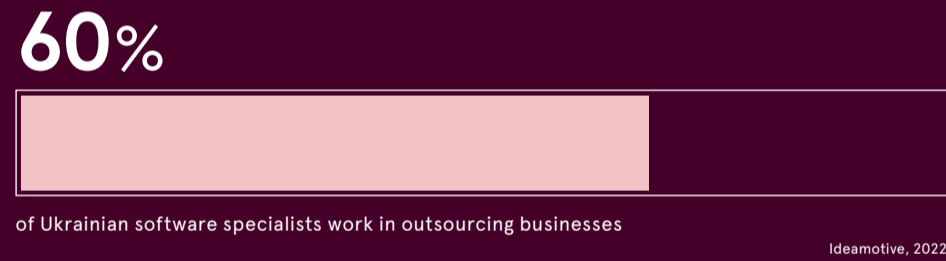 60%
of Ukrainian software specialists work in outsourcing businesses
Ideamotive, 2022